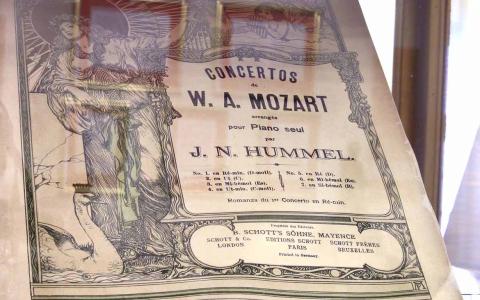 CONCERTOS
de
W. A. MOZART
arrangés
pour Piano seul
par
J. N. HUMMEL.
No. 1. en Ré-min. (D-moll). No. 5. en Ré (D).
2. en Ut (C). 6. en Mi-bémol (Es).
3. en Mi-bémol (Es). 7. en Si-bémol (B).
4. en Ut-min. (C-moll).
Romanza du 1er Concerto en Ré-min.
Propriété des Editeurs.
B. SCHOTT'S SÖHNE, MAYENCE
SCHOTT & Co. EDITIONS SCHOTT SCHOTT FRÈRES
LONDON PARIS BRUXELLES
Printed in Germany.